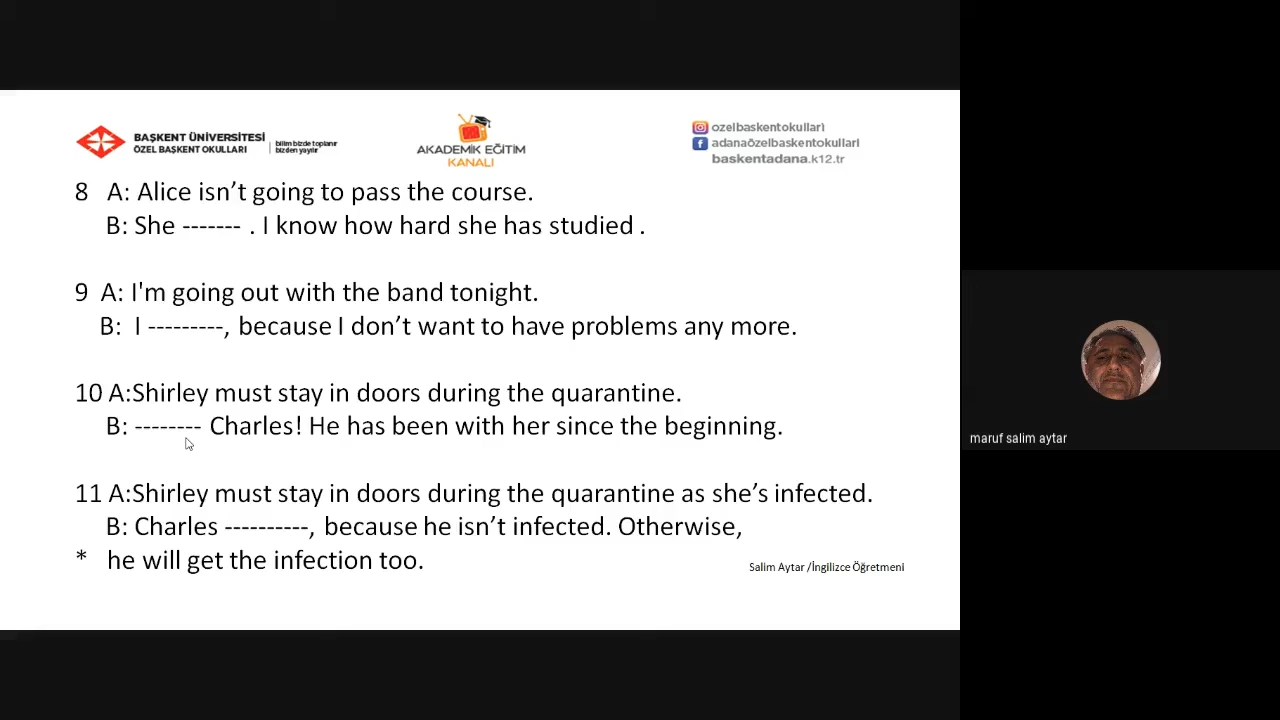 BAŞKENT ÜNİVERSİTESİ
ÖZEL BAŞKENT OKULLARI
bilim bizde toplanır
bizden yayılır
AKADEMİK EĞİTİM
KANALI
ozelbaskentokullari
adanaözelbaskentokullari
baskentadana.k12.tr
8 A: Alice isn’t going to pass the course.
B: She ------- . I know how hard she has studied .
9 A: I'm going out with the band tonight.
B: I ---------, because I don’t want to have problems any more.
10 A:Shirley must stay in doors during the quarantine.
B: -------- Charles! He has been with her since the beginning.
11 A:Shirley must stay in doors during the quarantine as she’s infected.
B: Charles ----------, because he isn’t infected. Otherwise,
* he will get the infection too.
Salim Aytar /İngilizce Öğretmeni
maruf salim aytar